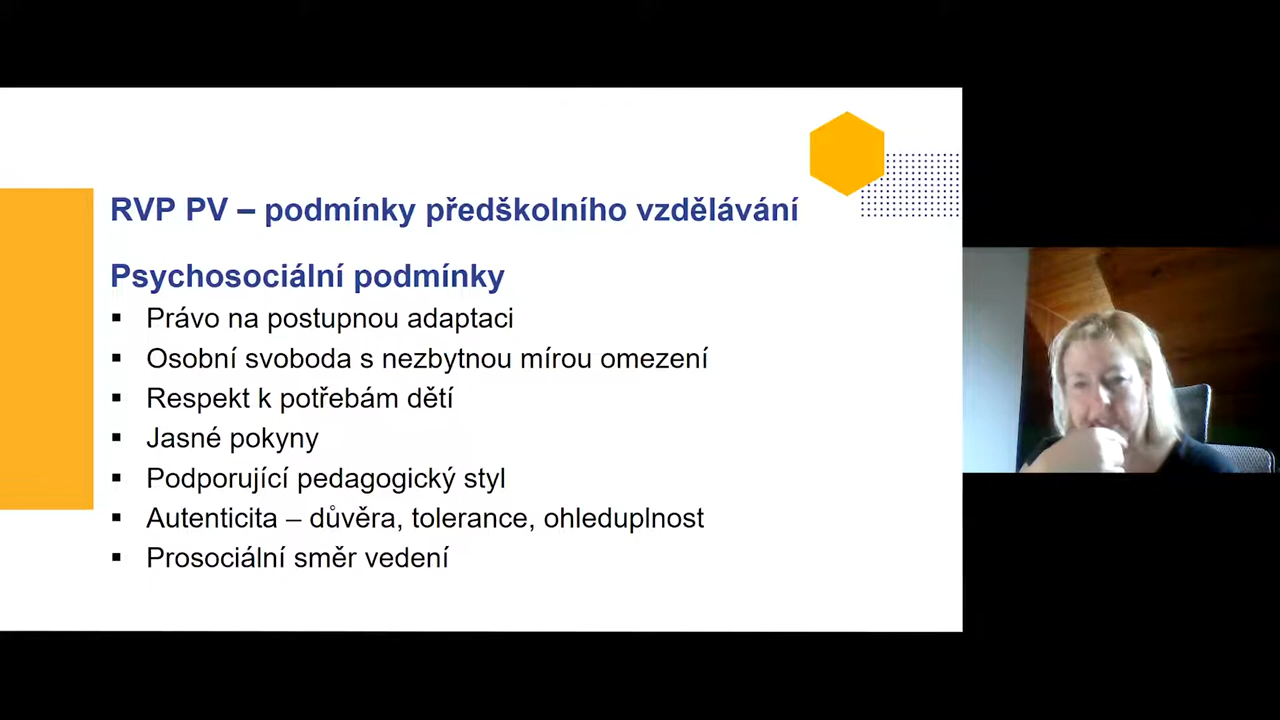 RVP PV – podmínky předškolního vzdělávání
Psychosociální podmínky
▪ Právo na postupnou adaptaci
▪ Osobní svoboda s nezbytnou mírou omezení
▪ Respekt k potřebám dětí
▪ Jasné pokyny
▪ Podporující pedagogický styl
▪ Autenticita – důvěra, tolerance, ohleduplnost
▪ Prosociální směr vedení